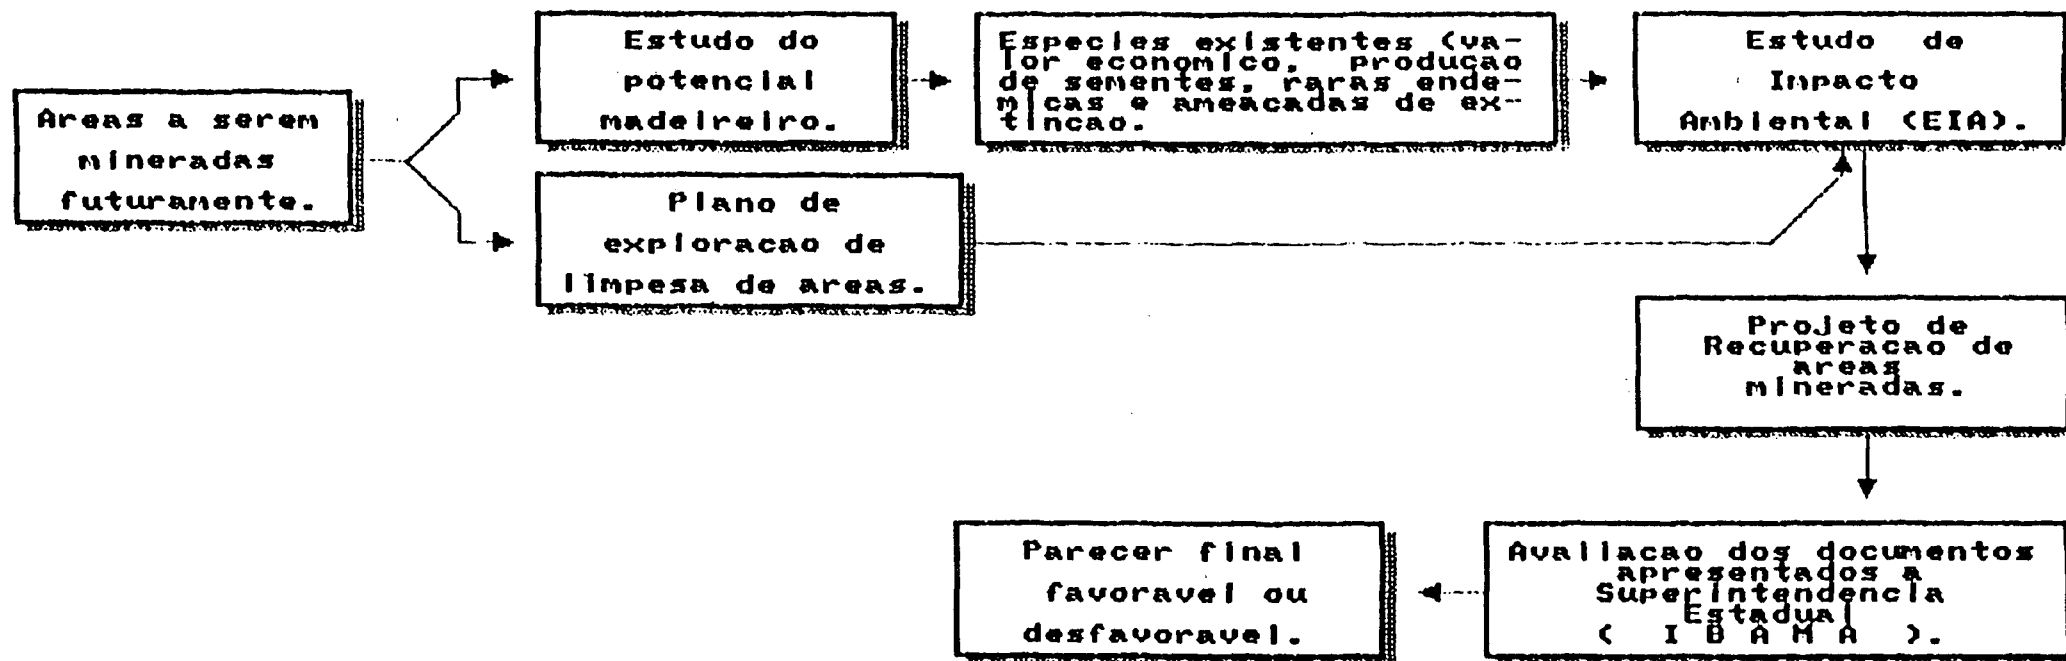 Areas a serem
mineradas
futuramente.
Estudo do
potencial
madeireiro.
Especies existentes (va-
lor economico, producao
de sementes, raras ende-
micas e ameacadas de ex-
tincao.
Estudo de
Impacto
Ambiental (EIA).
Plano de
exploracao de
limpesa de areas.
Projeto de
Recuperacao de
areas
mineradas.
Avaliacao dos documentos
apresentados a
Superintendencia
Estadual
( I B A M A ).
Parecer final
favoravel ou
desfavoravel.